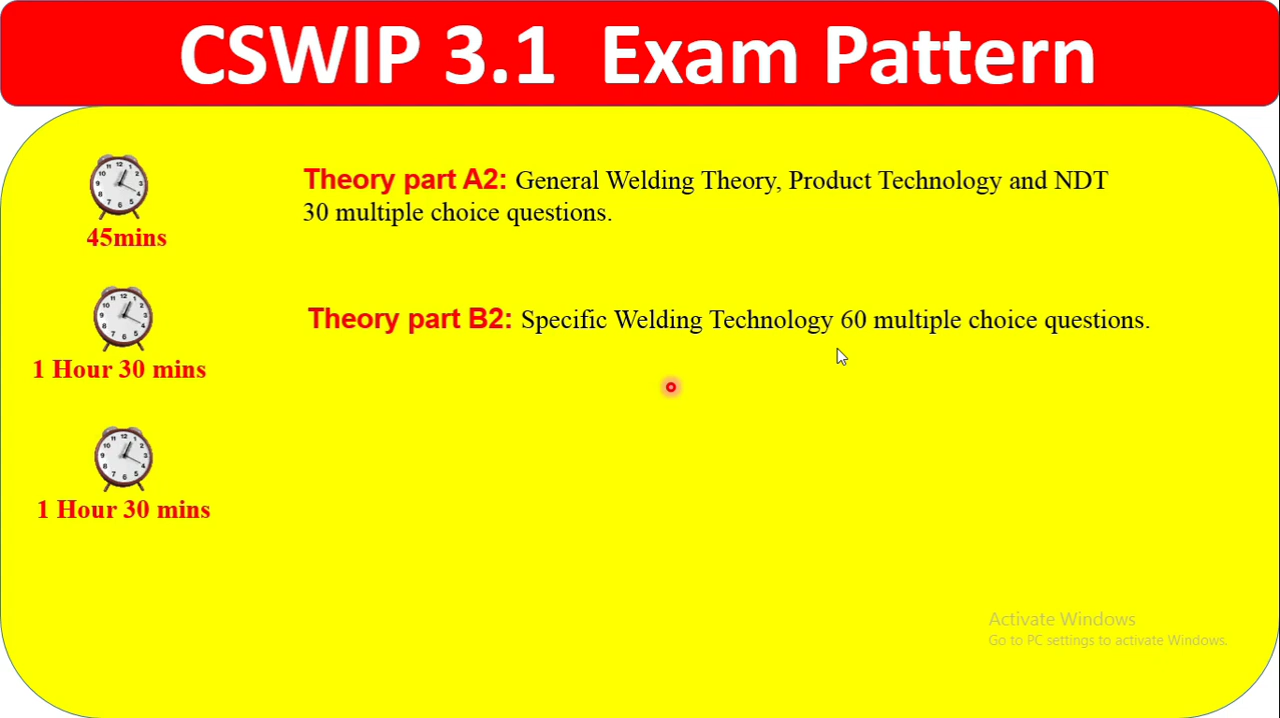 CSWIP 3.1 Exam Pattern
45mins
Theory part A2: General Welding Theory, Product Technology and NDT
30 multiple choice questions.
1 Hour 30 mins
Theory part B2: Specific Welding Technology 60 multiple choice questions.
1 Hour 30 mins
Activate Windows
Go to PC settings to activate Windows.